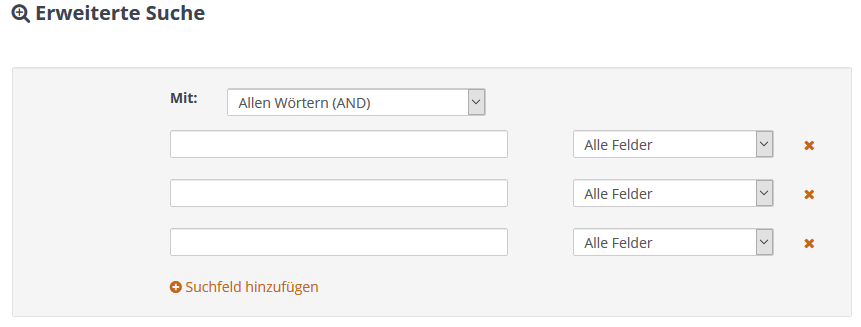 Erweiterte Suche
Mit: Allen Wörtern (AND)
Alle Felder
Alle Felder
Alle Felder
Suchfeld hinzufügen